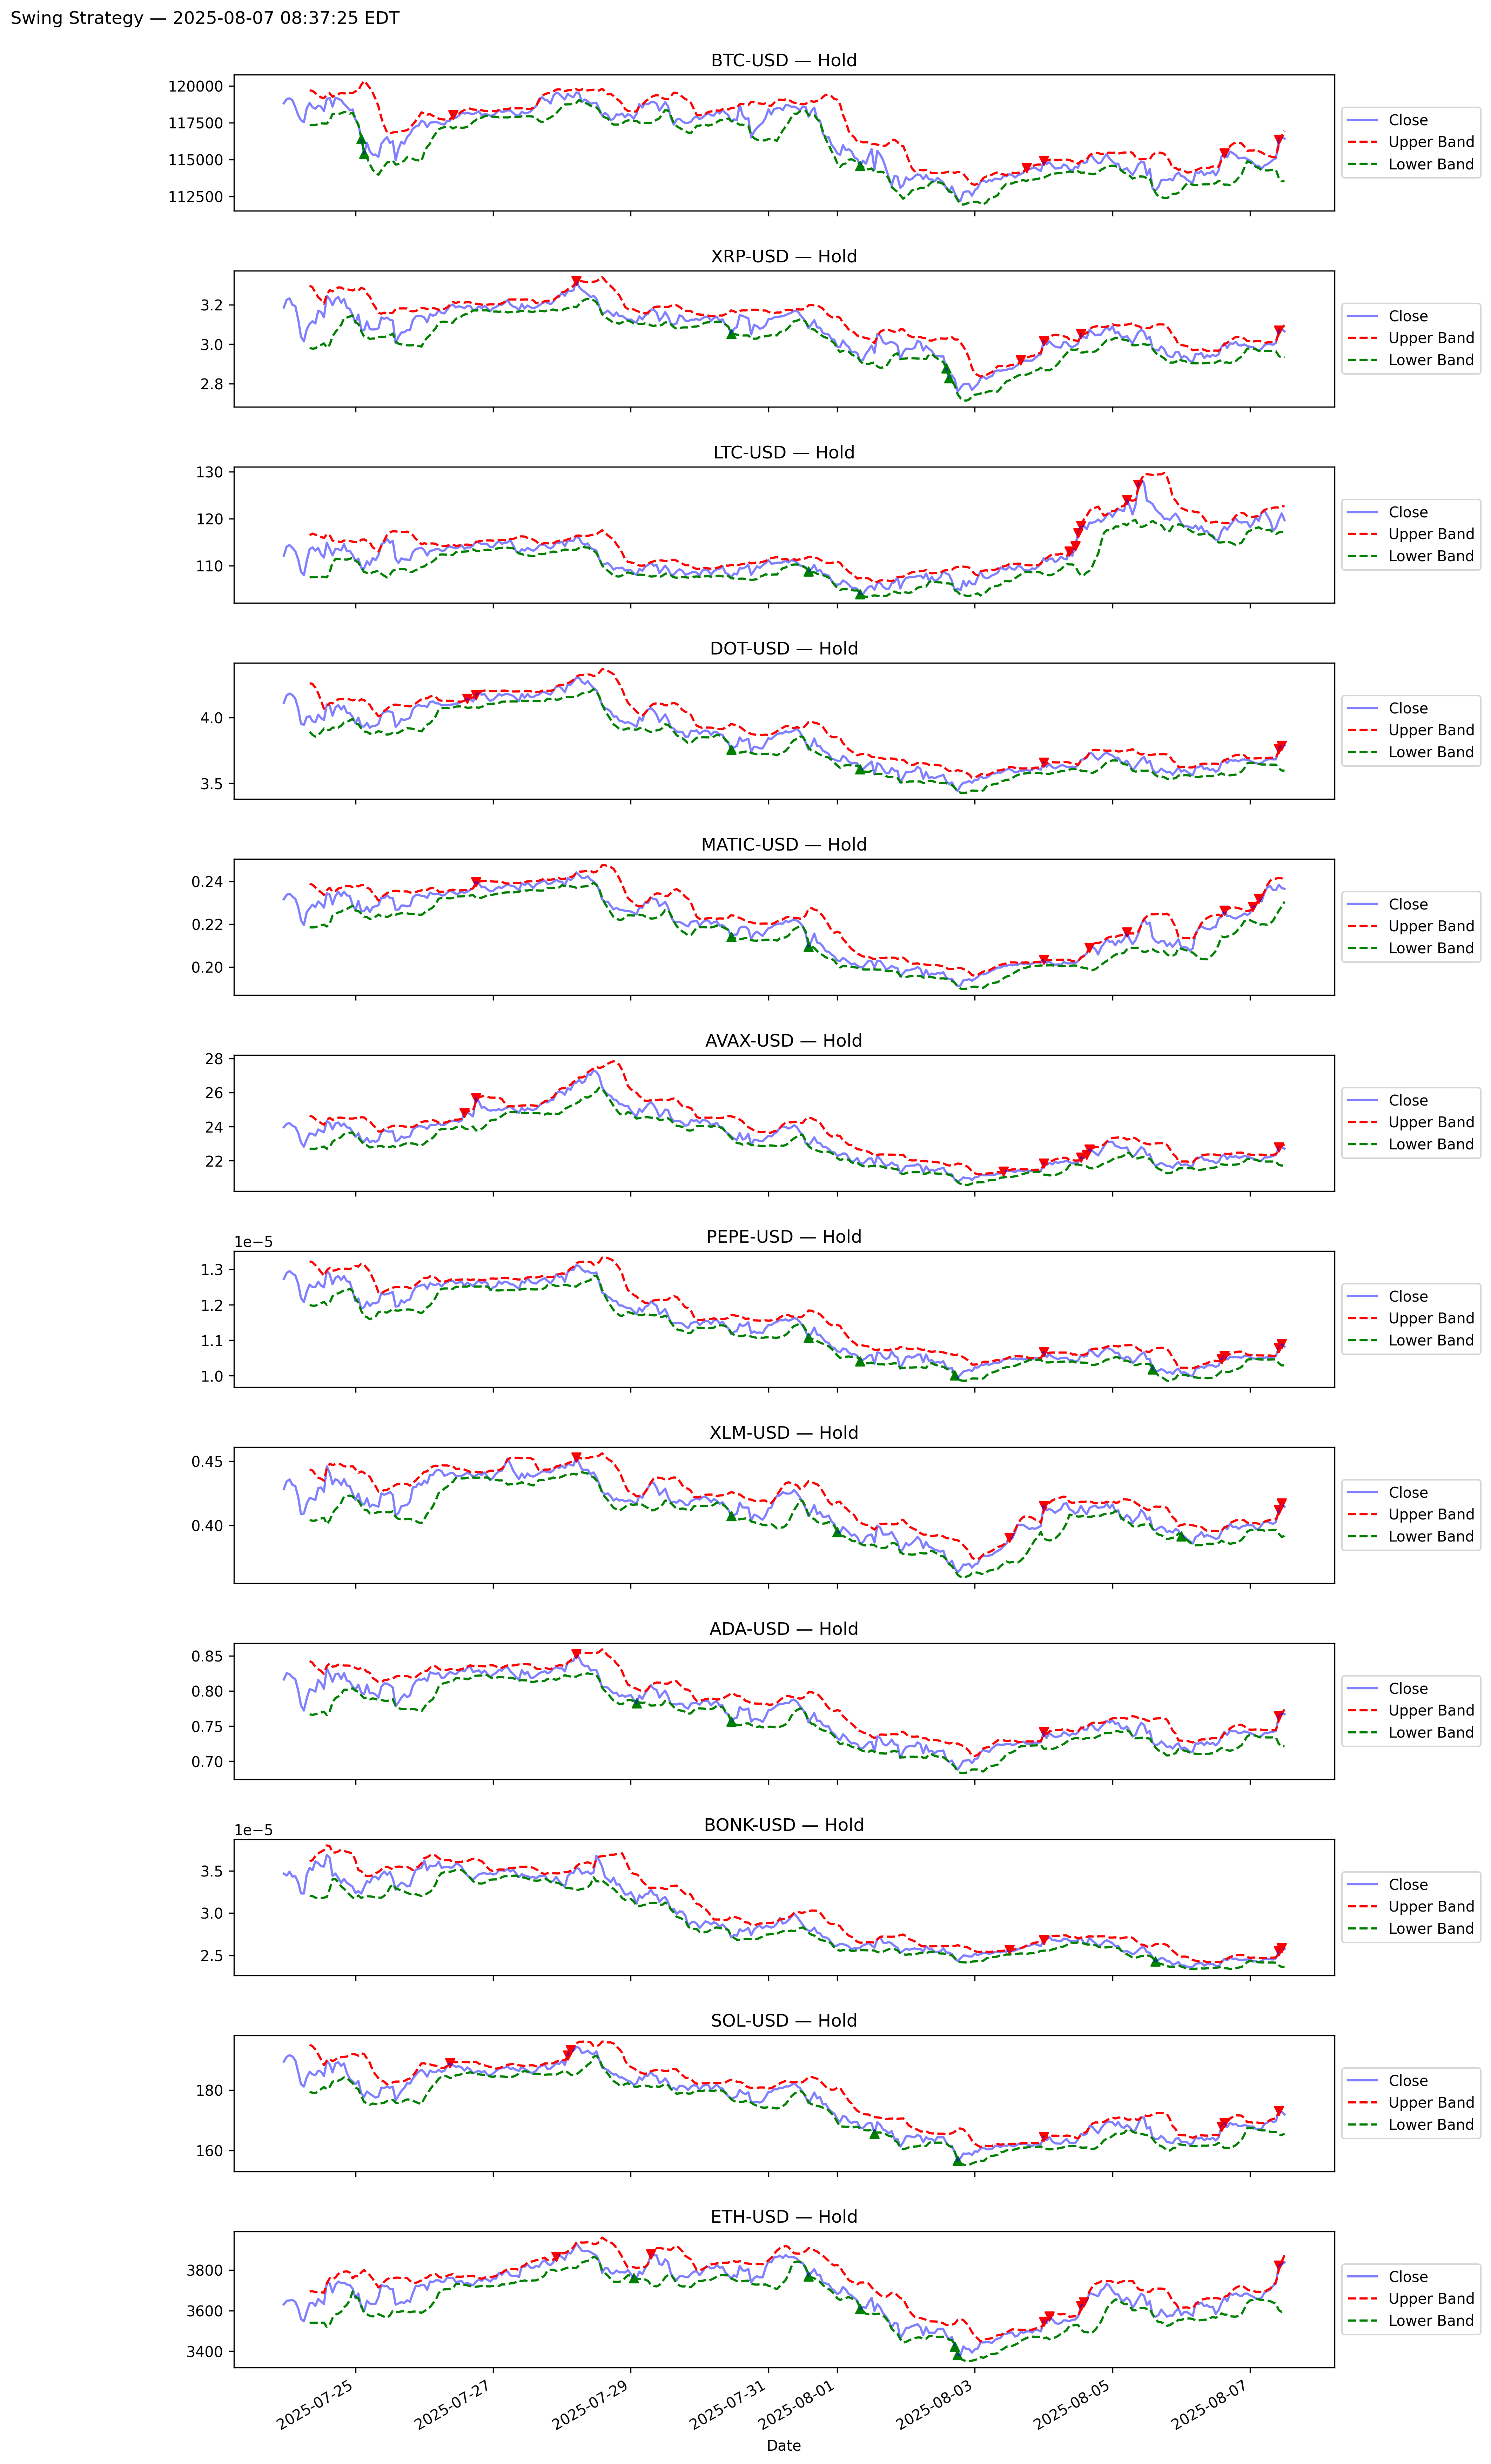 Swing Strategy — 2025-08-07 08:37:25 EDT
BTC-USD — Hold
120000
117500
115000
112500
Close
Upper Band
Lower Band
XRP-USD — Hold
3.2
3.0
2.8
Close
Upper Band
Lower Band
LTC-USD — Hold
130
120
110
Close
Upper Band
Lower Band
DOT-USD — Hold
4.0
3.5
Close
Upper Band
Lower Band
MATIC-USD — Hold
0.24
0.22
0.20
Close
Upper Band
Lower Band
AVAX-USD — Hold
28
26
24
22
Close
Upper Band
Lower Band
PEPE-USD — Hold
1e−5
1.3
1.2
1.1
1.0
Close
Upper Band
Lower Band
XLM-USD — Hold
0.45
0.40
Close
Upper Band
Lower Band
ADA-USD — Hold
0.85
0.80
0.75
0.70
Close
Upper Band
Lower Band
BONK-USD — Hold
1e−5
3.5
3.0
2.5
Close
Upper Band
Lower Band
SOL-USD — Hold
180
160
Close
Upper Band
Lower Band
ETH-USD — Hold
3800
3600
3400
Close
Upper Band
Lower Band
2025-07-25
2025-07-27
2025-07-29
2025-07-31
2025-08-01
2025-08-03
2025-08-05
2025-08-07
Date